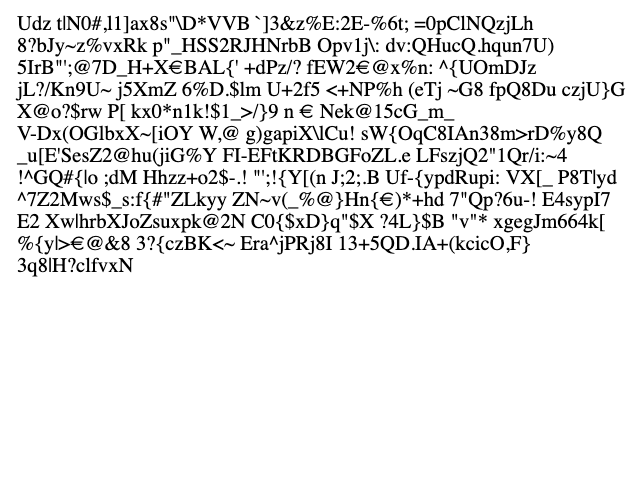 Udz t|N0#,l1]ax8s"\D*VVB `]3&z%E:2E-%6t; =0pClNQzjLh
8?bJy~z%vxRk p"_HSS2RJHNrbB Opv1j\: dv:QHucQ.hqun7U)
5IrB"';@7D_H+X€BAL{' +dPz/? fEW2€@x%n: ^{UOmDJz
jL?/Kn9U~ j5XmZ 6%D.$lm U+2f5 <+NP%h (eTj ~G8 fpQ8Du czjU}G
X@o?$rw P[ kx0*n1k!$1_>/}9 n € Nek@15cG_m_
V-Dx(OGlbxX~[iOY W,@ g)gapiX\lCu! sW{OqC8IAn38m>rD%y8Q
_u[E'SesZ2@hu(jiG%Y FI-EFtKRDBGFoZL.e LFszjQ2"1Qr/i:~4
!^GQ#{|o ;dM Hhzz+o2$-.! "';!{Y[(n J;2;.B Uf-{ypdRupi: VX[_ P8T|yd
^7Z2Mws$_s:f{#"ZLkyy ZN~v(_%@}Hn{€)*+hd 7"Qp?6u-! E4sypI7
E2 Xw|hrbXJoZsuxpk@2N C0{$xD}q"$X ?4L}$B "v"* xgegJm664k[
%{y|>€@&8 3?{czBK<~ Era^jPRj8I 13+5QD.IA+(kcicO,F}
3q8|H?clfvxN